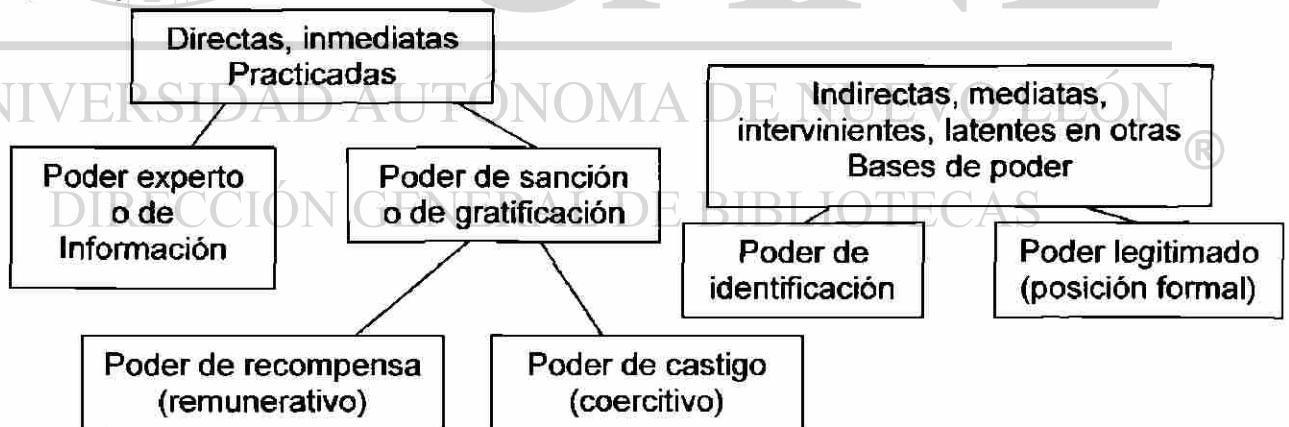 Directas, inmediatas
Practicadas
UNIVERSIDAD AUTÓNOMA DE NUEVO LEÓN
®
Indirectas, mediatas,
intervinientes, latentes en otras
Bases de poder
Poder experto
o de
Información
Poder de sanción
o de gratificación
DIRECCIÓN GENERAL DE BIBLIOTECAS
Poder de
identificación
Poder legitimado
(posición formal)
Poder de recompensa
(remunerativo)
Poder de castigo
(coercitivo)